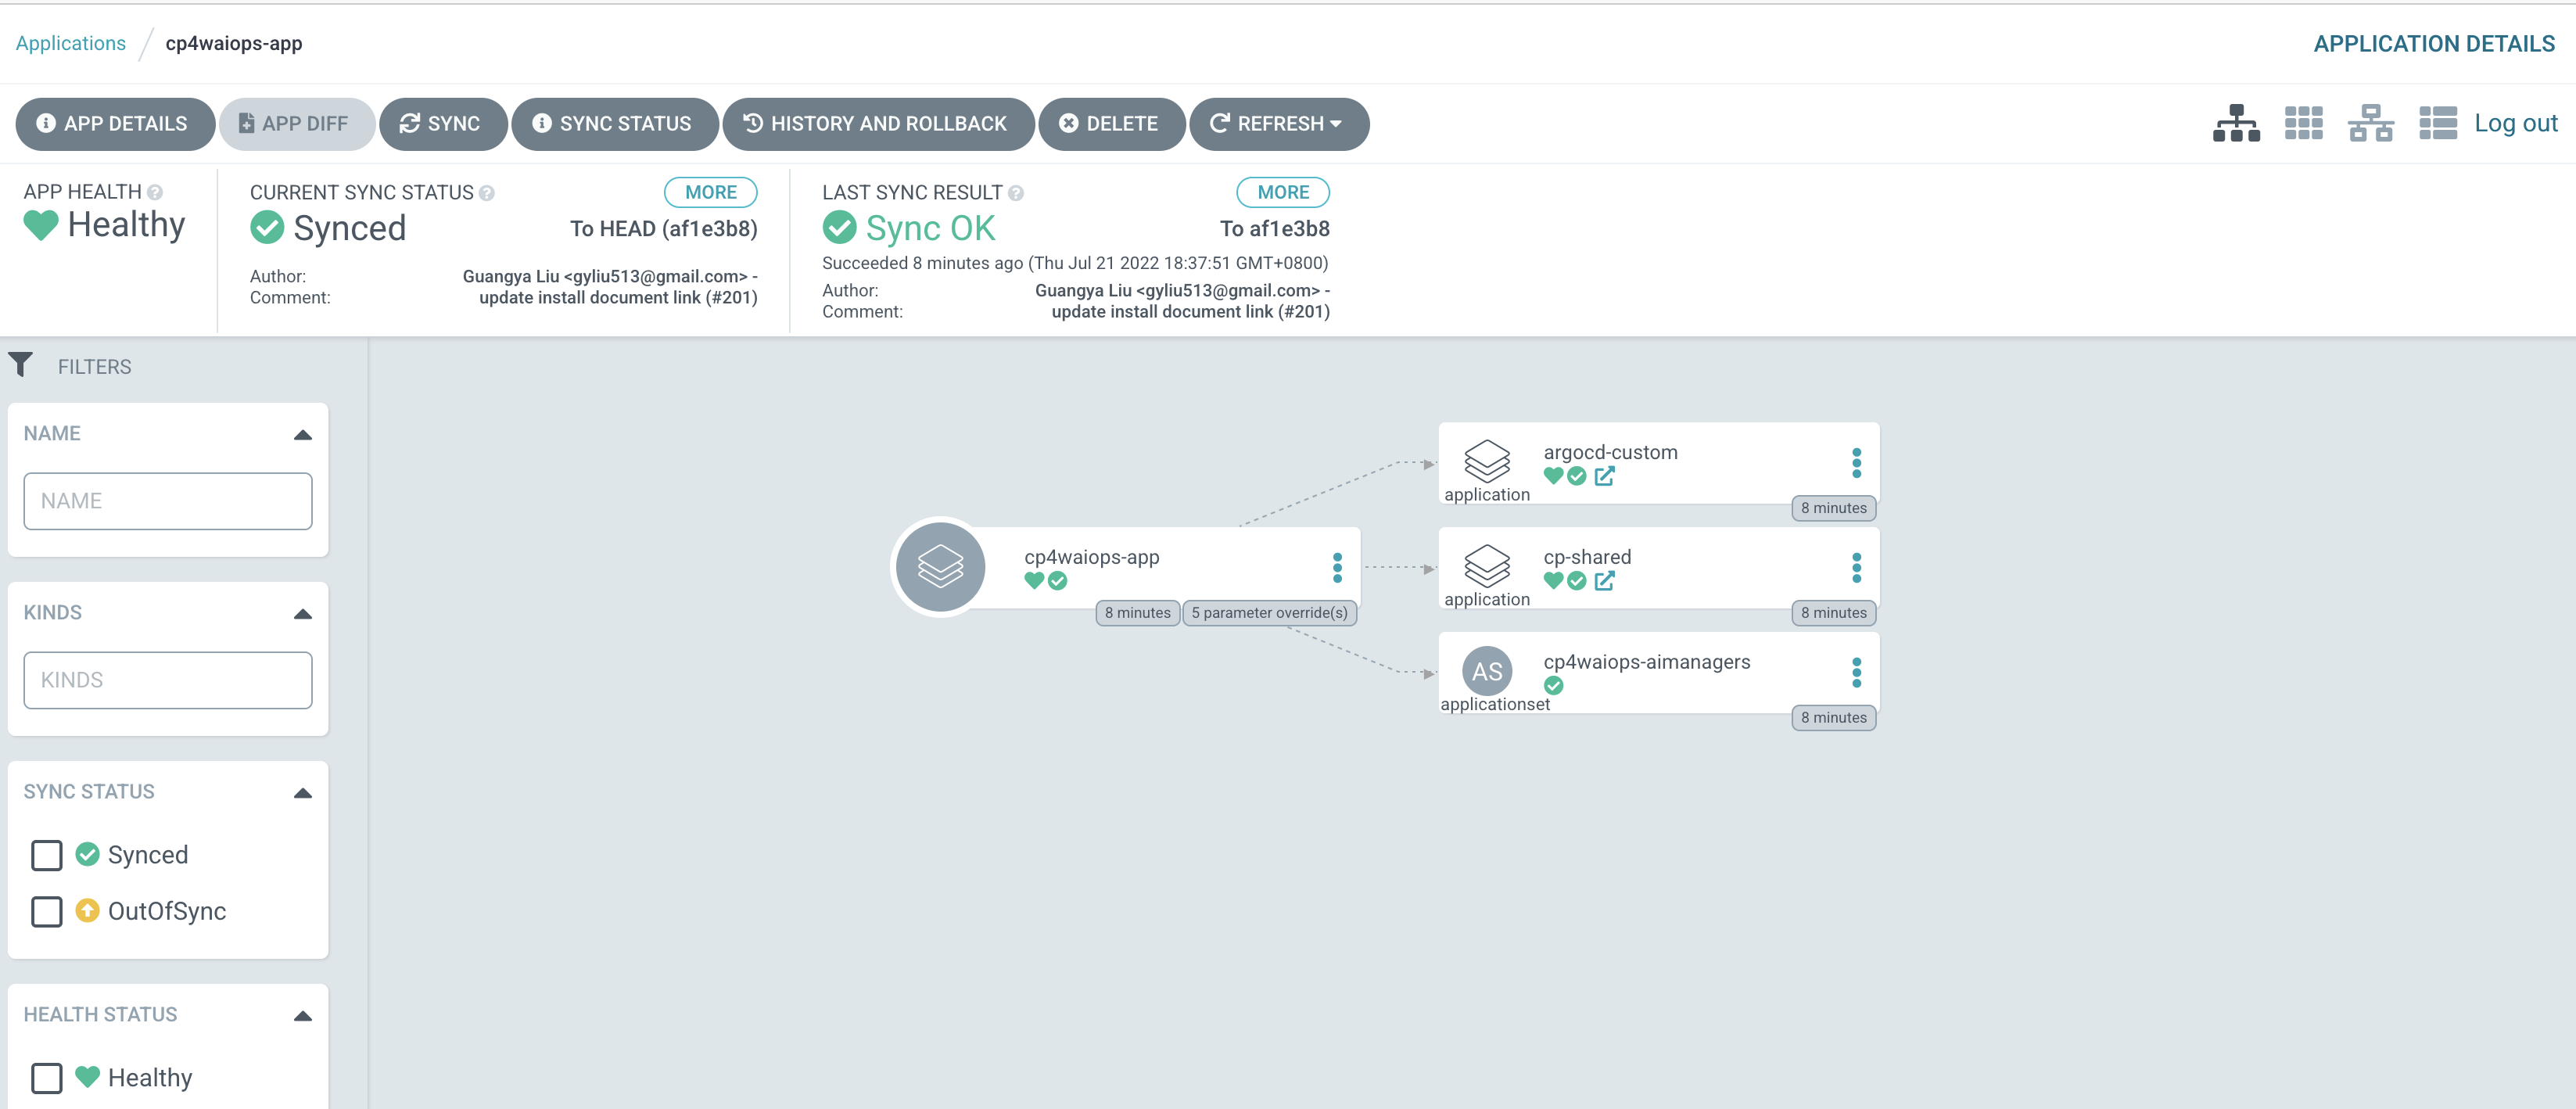 Applications / cp4waiops-app
APPLICATION DETAILS
APP DETAILS
APP DIFF
SYNC
SYNC STATUS
HISTORY AND ROLLBACK
DELETE
REFRESH
Log out
APP HEALTH
Healthy
CURRENT SYNC STATUS
MORE
Synced
To HEAD (af1e3b8)
Author:
Guangya Liu <gyliu513@gmail.com> -
Comment:
update install document link (#201)
LAST SYNC RESULT
MORE
Sync OK
To af1e3b8
Succeeded 8 minutes ago (Thu Jul 21 2022 18:37:51 GMT+0800)
Author:
Guangya Liu <gyliu513@gmail.com> -
Comment:
update install document link (#201)
FILTERS
NAME
NAME
KINDS
KINDS
SYNC STATUS
Synced
OutOfSync
HEALTH STATUS
Healthy
cp4waiops-app
8 minutes
5 parameter override(s)
argocd-custom
application
8 minutes
cp-shared
application
8 minutes
AS
cp4waiops-aimanagers
applicationset
8 minutes